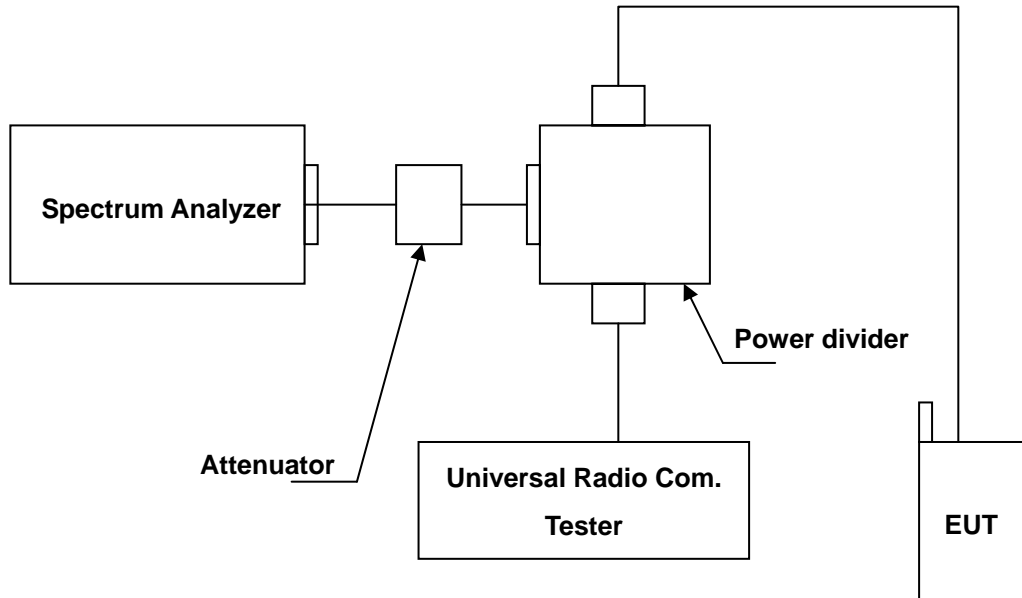 Spectrum Analyzer
Power divider
Attenuator
Universal Radio Com.
Tester
EUT